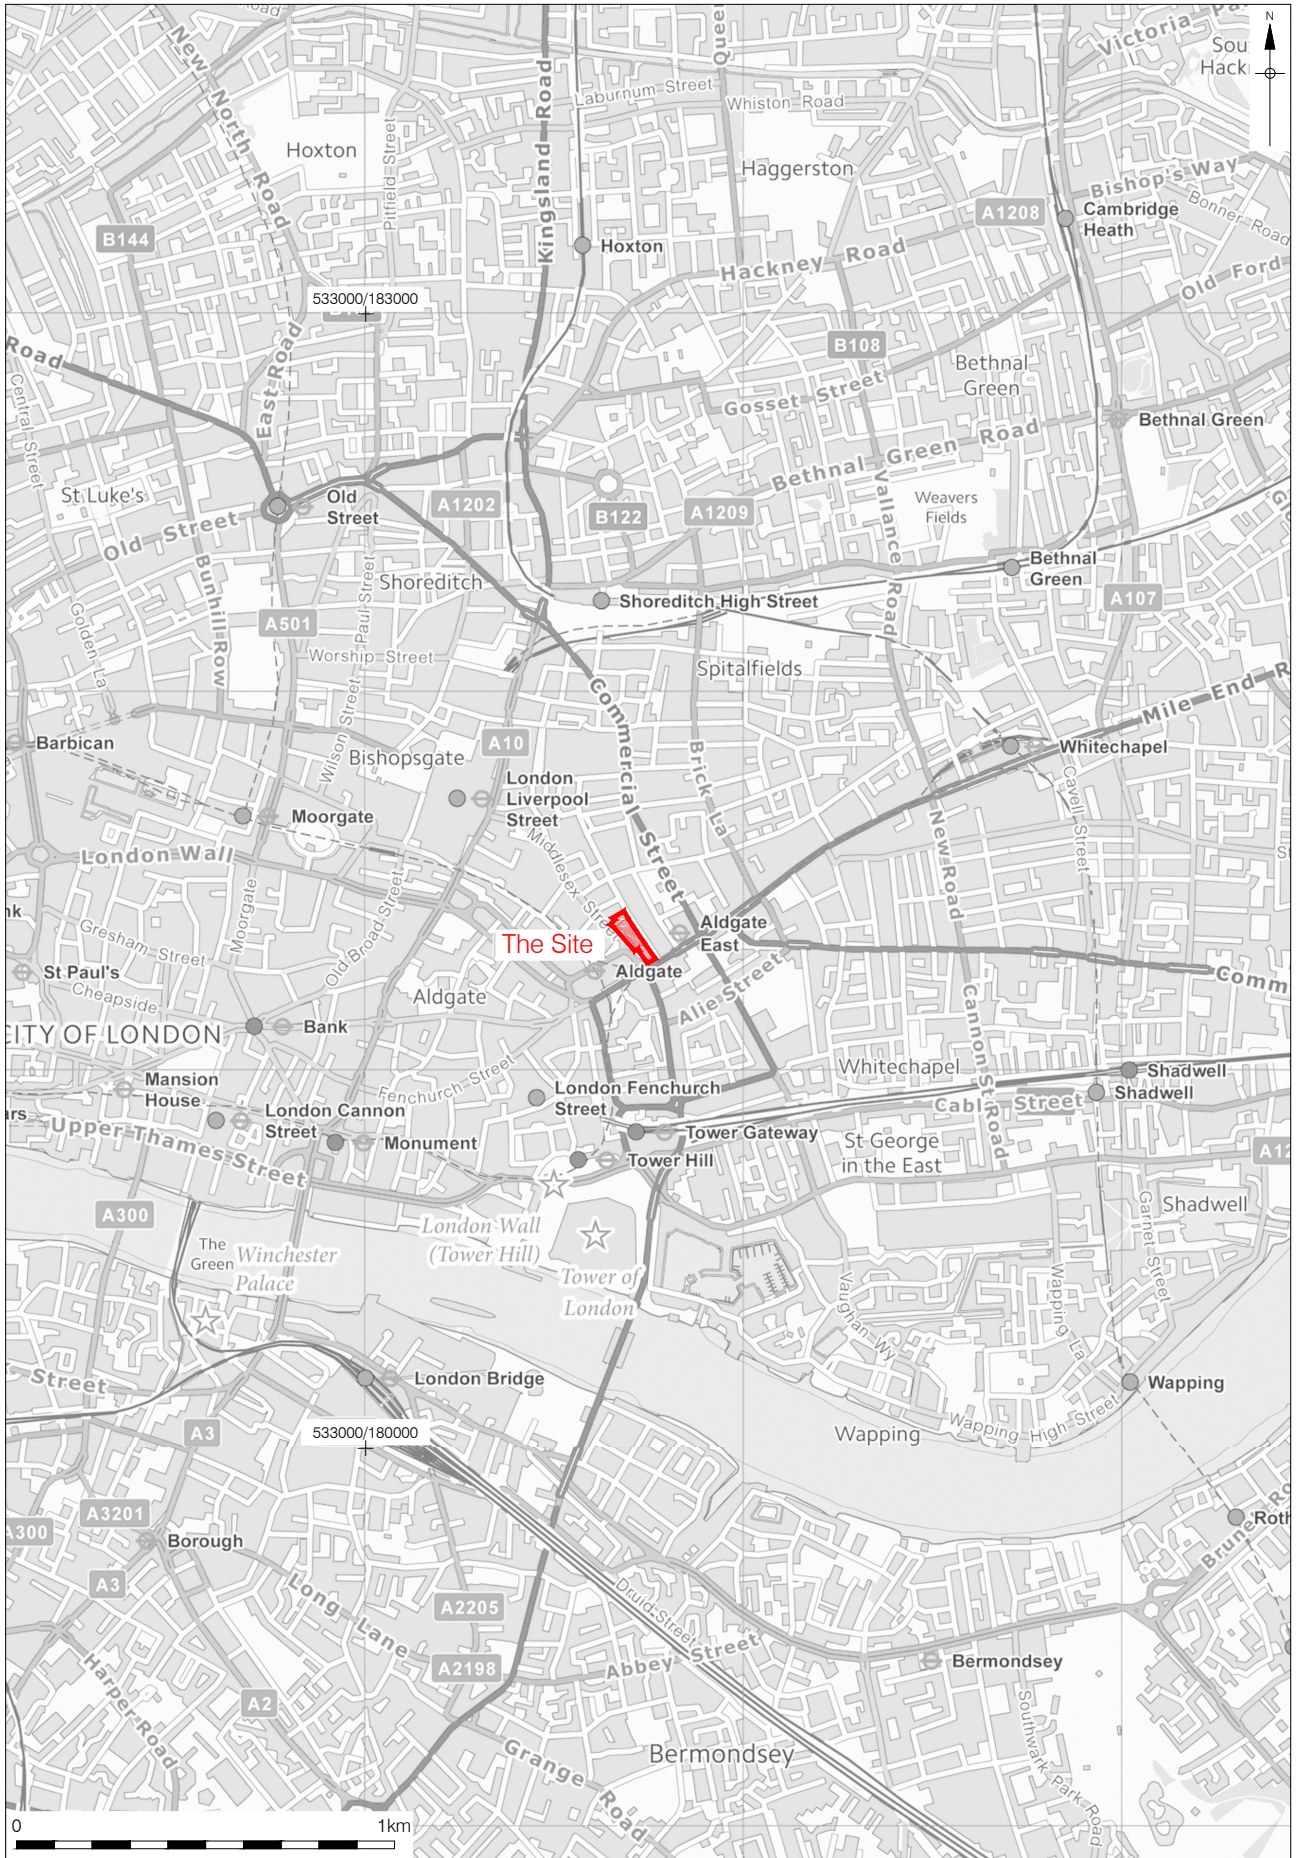 N
New North Road
Kingsland Road
Queen
Victoria Pa
Sou
Hack
Laburnum Street
Whiston Road
Pitfield Street
Hoxton
Haggerston
Bishop's Way
Bonner Road
A1208
Cambridge
Heath
B144
Hoxton
Hackney Road
Old Ford
533000/183000
Road
East Road
B108
Bethnal
Green
Central Street
Gosset Street
Bethnal Green
Bethnal Green Road
St Luke's
Old
Street
A1202
B122
A1209
Vallance Road
Weavers
Fields
Old Street
Bunhill Row
Paul Street
Shoreditch
Bethnal
Green
Shoreditch High Street
A107
Golden La
A501
Worship Street
Spitalfields
Commercial Street
Mile End R
Barbican
Wilson Street
Bishopsgate
A10
Brick La
Whitechapel
London
Liverpool
Street
Cavell Street
Moorgate
Middlesex Stree
New Road
London Wall
Moorgate
Old Broad Street
nk
Gresham Street
The Site
Aldgate
East
St Paul's
Cheapside
Aldgate
Aldgate
Alie Street
Comm
Cannon St Road
CITY OF LONDON
Bank
Fenchurch Street
Whitechapel
Shadwell
Mansion
House
London Fenchurch
Street
Shadwell
Cabl Street
ars
London Cannon
Street
Upper Thames Street
Monument
Tower Gateway
St George
in the East
Tower Hill
A12
A300
London Wall
(Tower Hill)
Shadwell
Garnet Street
The
Green
Winchester
Palace
Tower of
London
Vaughan Wy
Wapping La
Street
London Bridge
Wapping
A3
533000/180000
Wapping
Wapping High Street
A3201
A300
Borough
Roth
Brune
Ro
A3
Long Lane
A2205
Druid Street
Abbey Street
A2198
Bermondsey
Harper Road
A2
Southwark Park Road
Grange Road
Bermondsey
0
1km